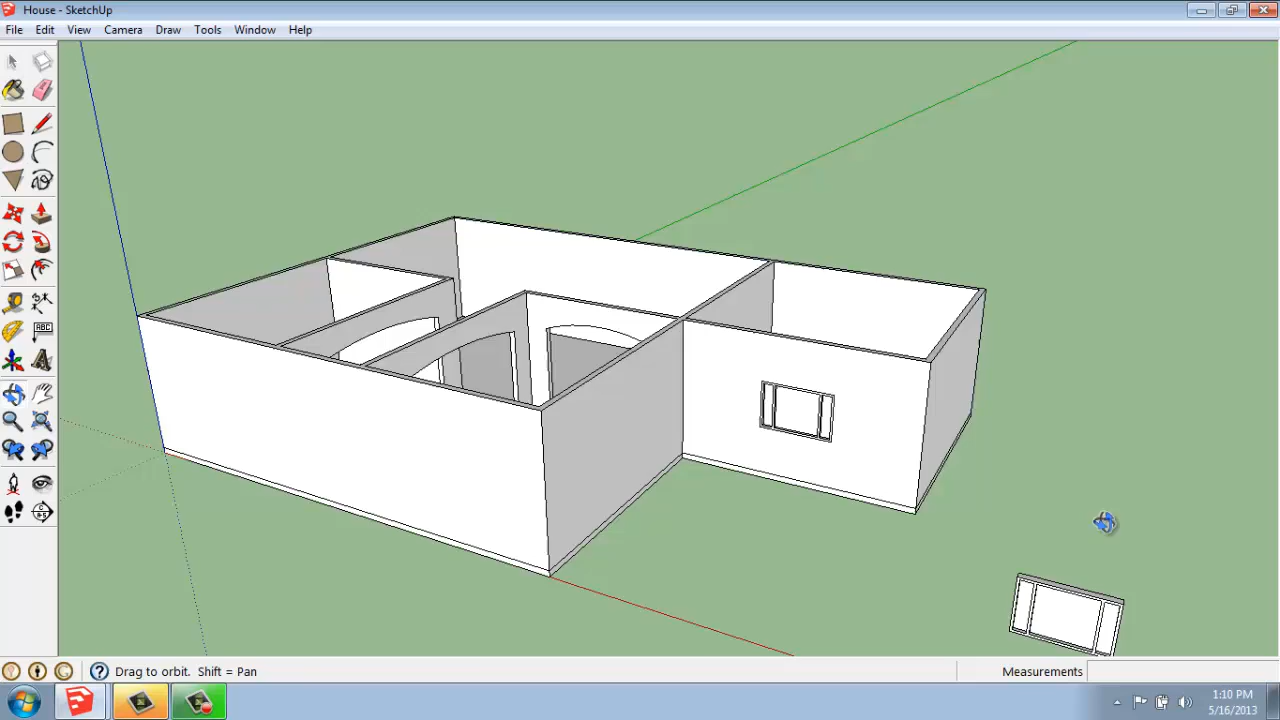 House - SketchUp
File Edit View Camera Draw Tools Window Help
ABC
Drag to orbit. Shift = Pan
Measurements
1:10 PM
5/16/2013